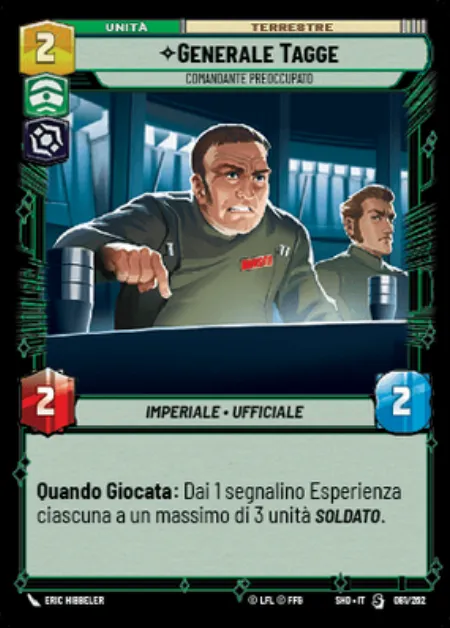 UNITÀ TERRESTRE
2
GENERALE TAGGE
COMANDANTE PREOCCUPATO
2
IMPERIALE • UFFICIALE
2
Quando Giocata: Dai 1 segnalino Esperienza
ciascuna a un massimo di 3 unità SOLDATO.
ERIC HIBBELER
© LFL © FFG
SHD • IT
081/262